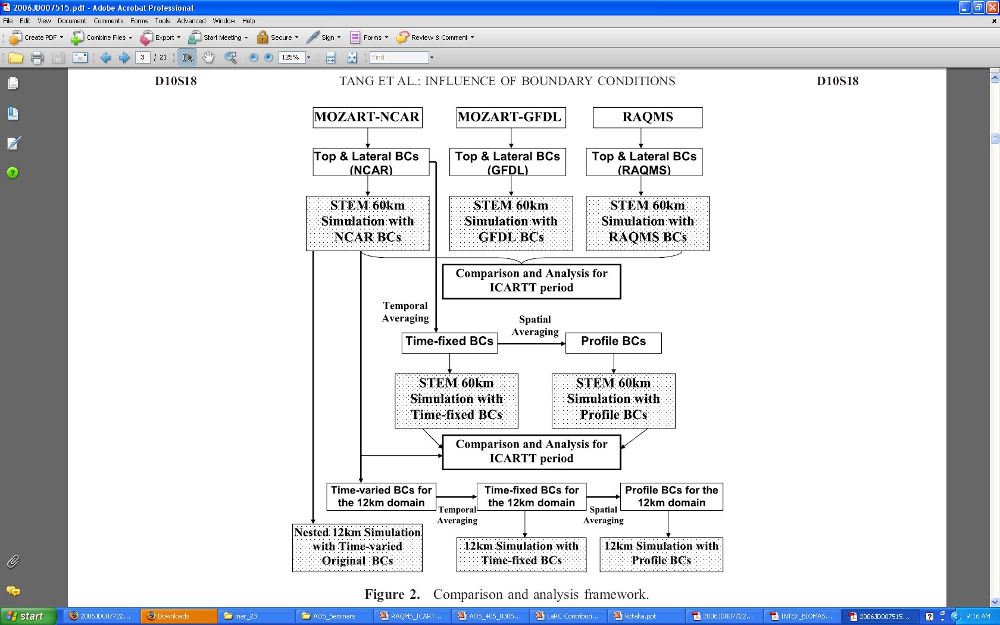 2006JD007515.pdf - Adobe Acrobat Professional
File Edit View Document Comments Forms Tools Advanced Window Help
Create PDF Combine Files Export Start Meeting Secure Sign Forms Review & Comment
3 / 21 125% Find
D10S18 TANG ET AL.: INFLUENCE OF BOUNDARY CONDITIONS D10S18
MOZART-NCAR MOZART-GFDL RAQMS
Top & Lateral BCs
(NCAR)
Top & Lateral BCs
(GFDL)
Top & Lateral BCs
(RAQMS)
STEM 60km
Simulation with
NCAR BCs
STEM 60km
Simulation with
GFDL BCs
STEM 60km
Simulation with
RAQMS BCs
Comparison and Analysis for
ICARTT period
Temporal
Averaging
Spatial
Averaging
Time-fixed BCs
Profile BCs
STEM 60km
Simulation with
Time-fixed BCs
STEM 60km
Simulation with
Profile BCs
Comparison and Analysis for
ICARTT period
Time-varied BCs for
the 12km domain
Temporal
Averaging
Time-fixed BCs for
the 12km domain
Spatial
Averaging
Profile BCs for the
12km domain
Nested 12km Simulation
with Time-varied
Original BCs
12km Simulation with
Time-fixed BCs
12km Simulation with
Profile BCs
Figure 2. Comparison and analysis framework.
start 2006JD007722... Downloads mar_23 AOS_Seminars RAQMS_ICART... AOS_405_0305... LaRC Contributi... kittaka.ppt 2006JD007722... INTEX_BIOMAS... 2006JD007515... 9:16 AM